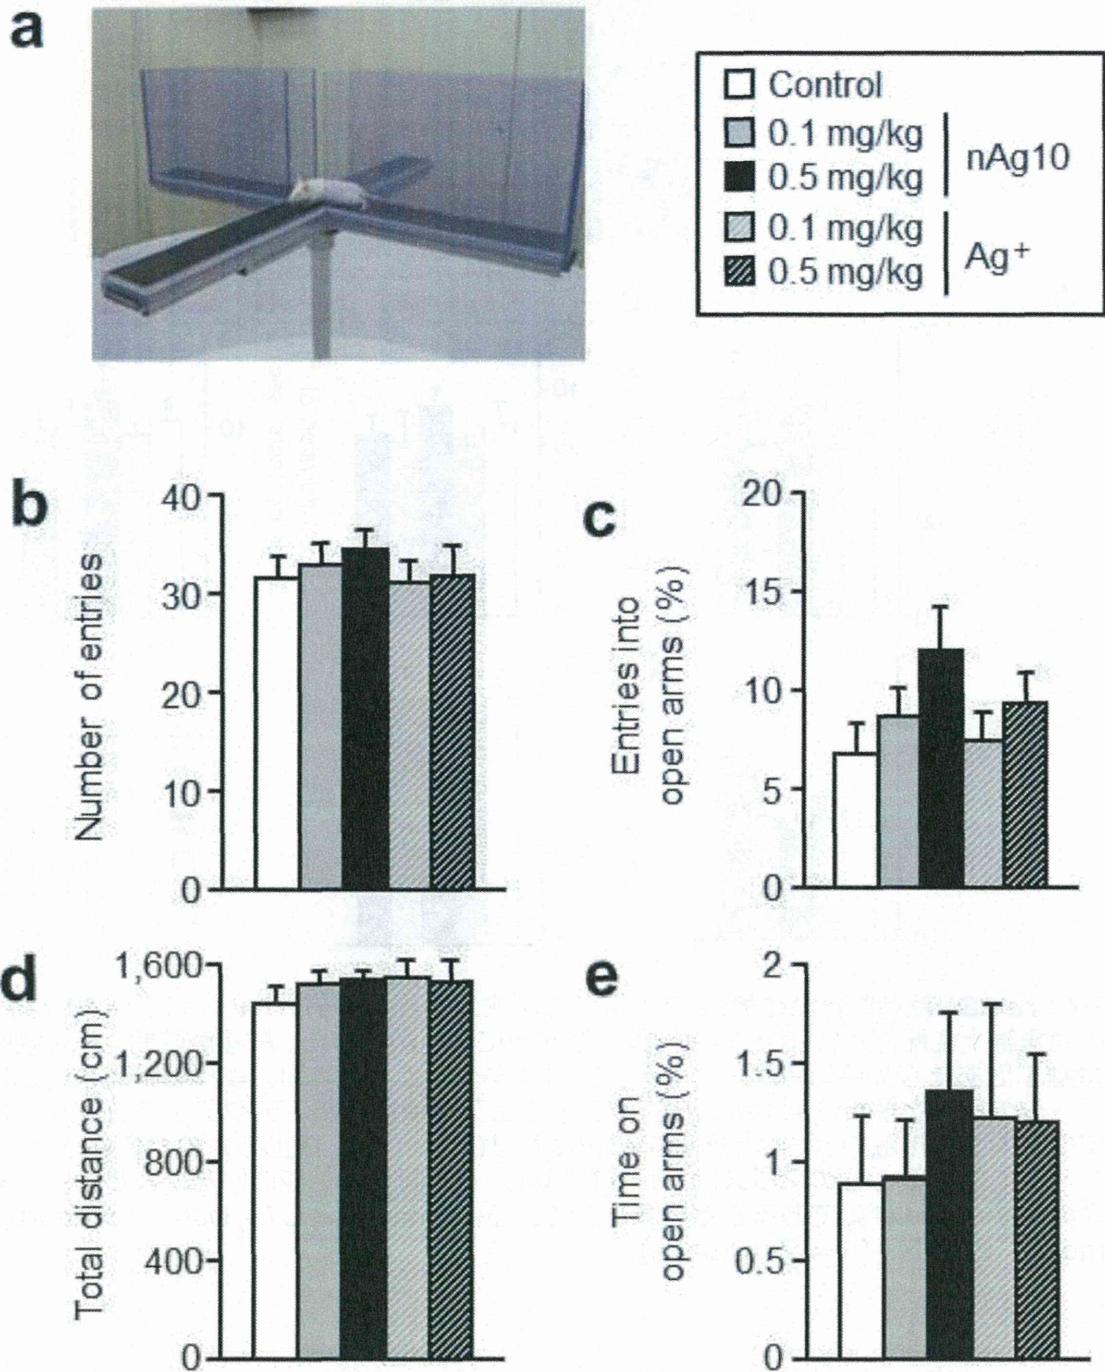 a
Control
0.1 mg/kg
0.5 mg/kg
nAg10
0.1 mg/kg
0.5 mg/kg
Ag⁺
b
Number of entries
40
30
20
10
0
c
Entries into
open arms (%)
20
15
10
5
0
d
Total distance (cm)
1,600
1,200
800
400
0
e
Time on
open arms (%)
2
1.5
1
0.5
0